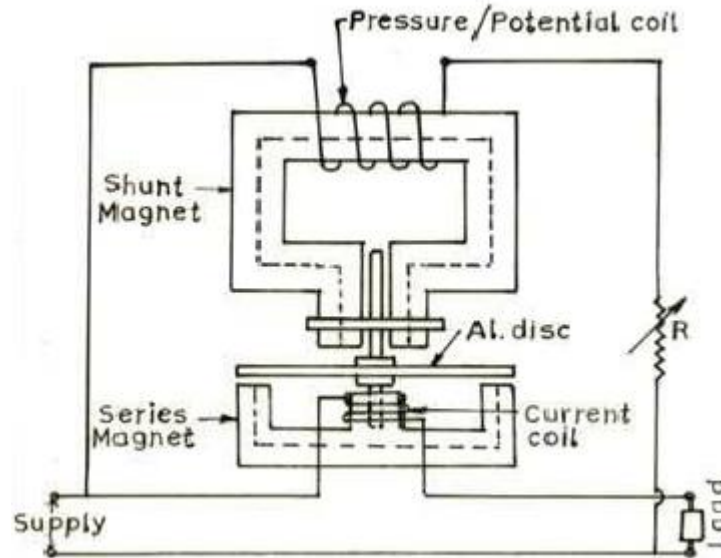 Pressure/Potential coil
Shunt
Magnet
R
Al. disc
Series
Magnet
Current
coil
Supply
Load